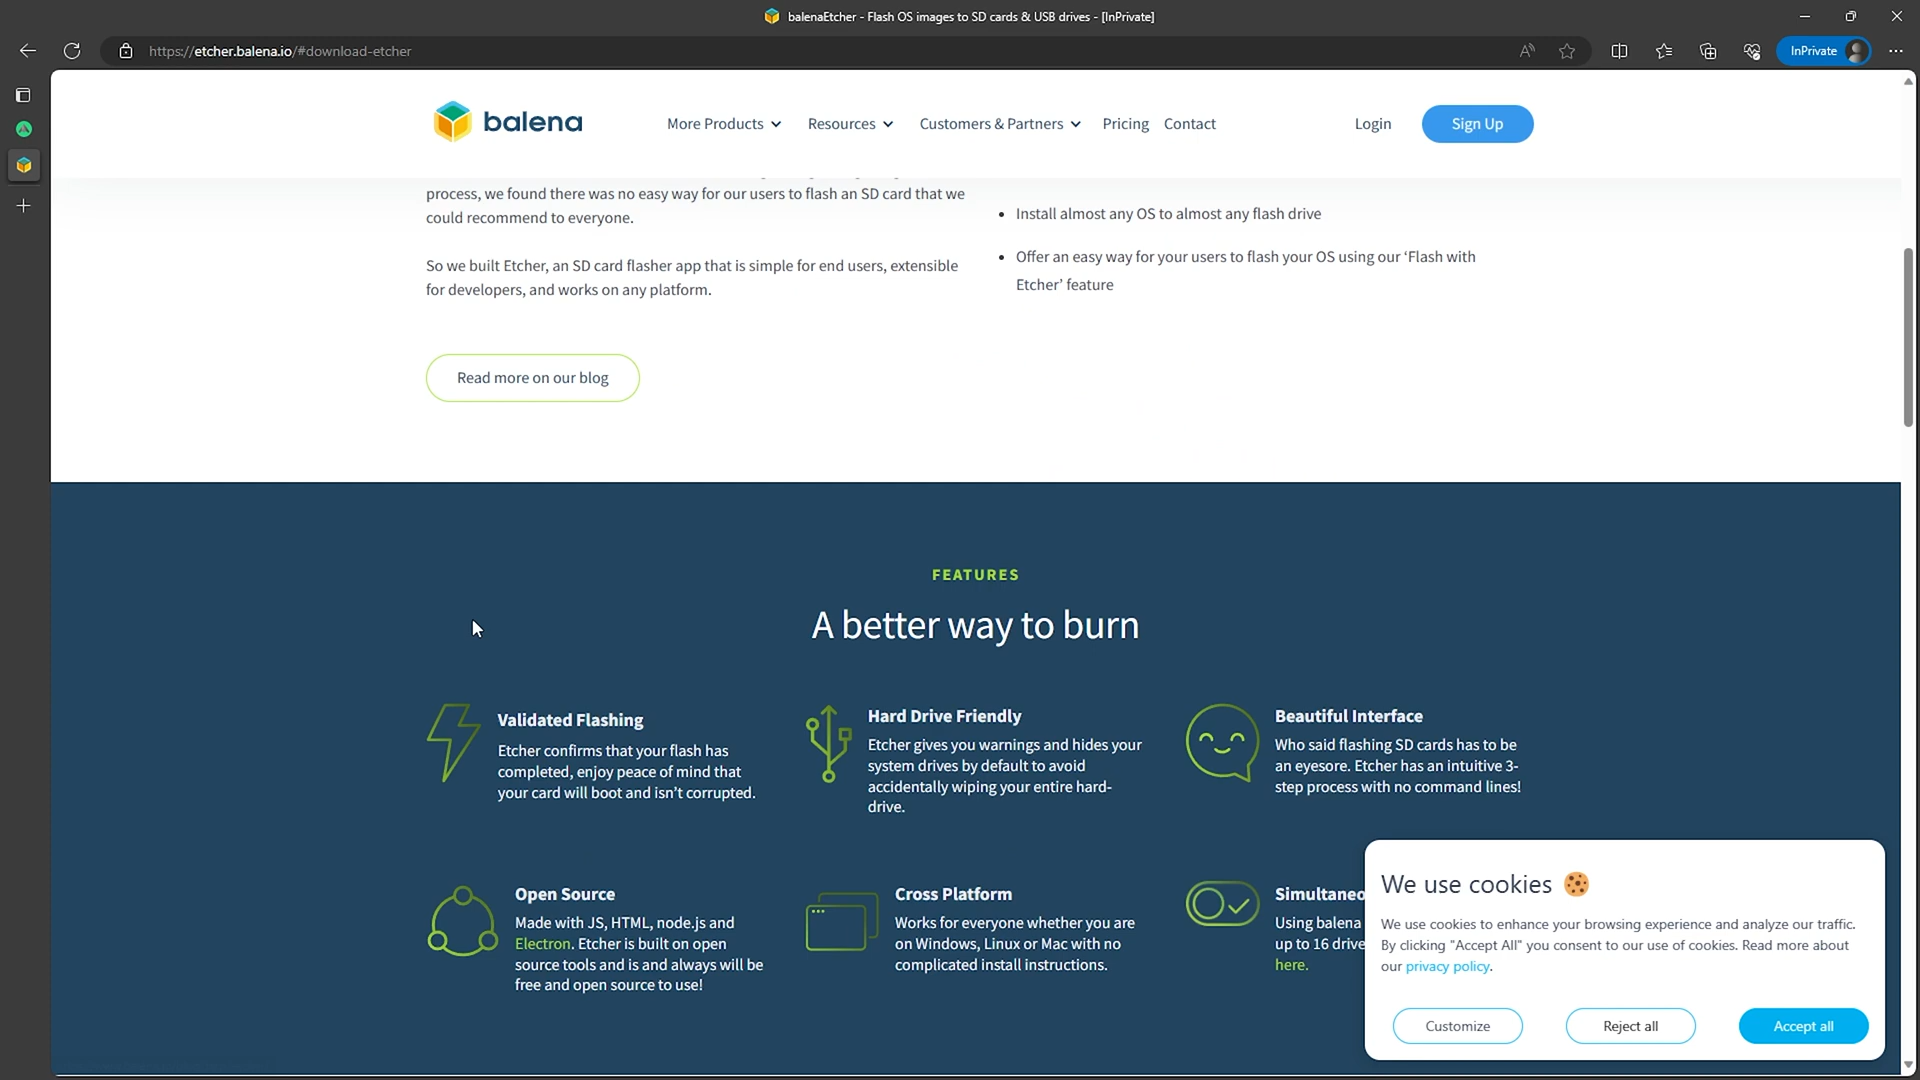 balenaEtcher - Flash OS images to SD cards & USB drives - [InPrivate]
https://etcher.balena.io/#download-etcher
InPrivate
balena
More Products
Resources
Customers & Partners
Pricing
Contact
Login
Sign Up
process, we found there was no easy way for our users to flash an SD card that we
could recommend to everyone.
So we built Etcher, an SD card flasher app that is simple for end users, extensible
for developers, and works on any platform.
Read more on our blog
• Install almost any OS to almost any flash drive
• Offer an easy way for your users to flash your OS using our ‘Flash with
Etcher’ feature
FEATURES
A better way to burn
Validated Flashing
Etcher confirms that your flash has
completed, enjoy peace of mind that
your card will boot and isn’t corrupted.
Hard Drive Friendly
Etcher gives you warnings and hides your
system drives by default to avoid
accidentally wiping your entire hard-
drive.
Beautiful Interface
Who said flashing SD cards has to be
an eyesore. Etcher has an intuitive 3-
step process with no command lines!
Open Source
Made with JS, HTML, node.js and
Electron. Etcher is built on open
source tools and is and always will be
free and open source to use!
Cross Platform
Works for everyone whether you are
on Windows, Linux or Mac with no
complicated install instructions.
Simultaneo
Using balena
up to 16 drive
here.
We use cookies 🍪
We use cookies to enhance your browsing experience and analyze our traffic.
By clicking "Accept All" you consent to our use of cookies. Read more about
our privacy policy.
Customize
Reject all
Accept all